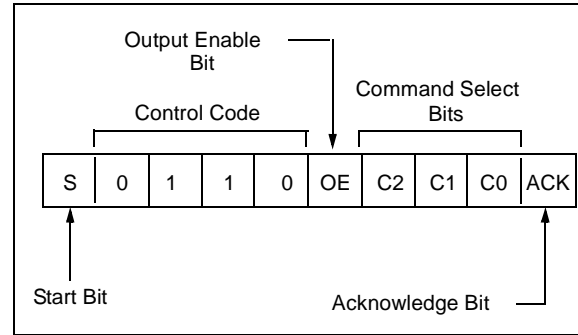 Output Enable
Bit
Command Select
Bits
Control Code
S 0 1 1 0 OE C2 C1 C0 ACK
Start Bit
Acknowledge Bit